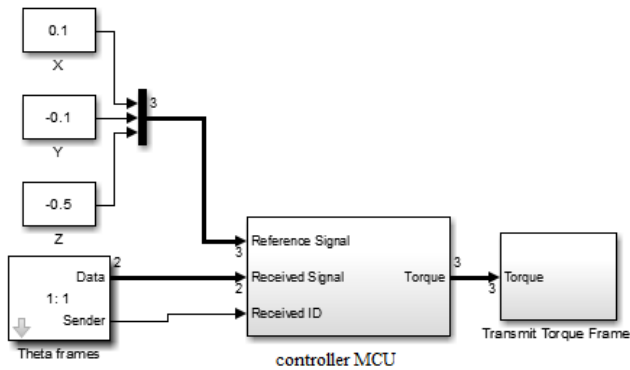 0.1
X
3
-0.1
Y
-0.5
Z
Data
2
1: 1
Sender
Theta frames
Reference Signal
3
Received Signal
2
Received ID
Torque
3
controller MCU
3
Torque
Transmit Torque Frame